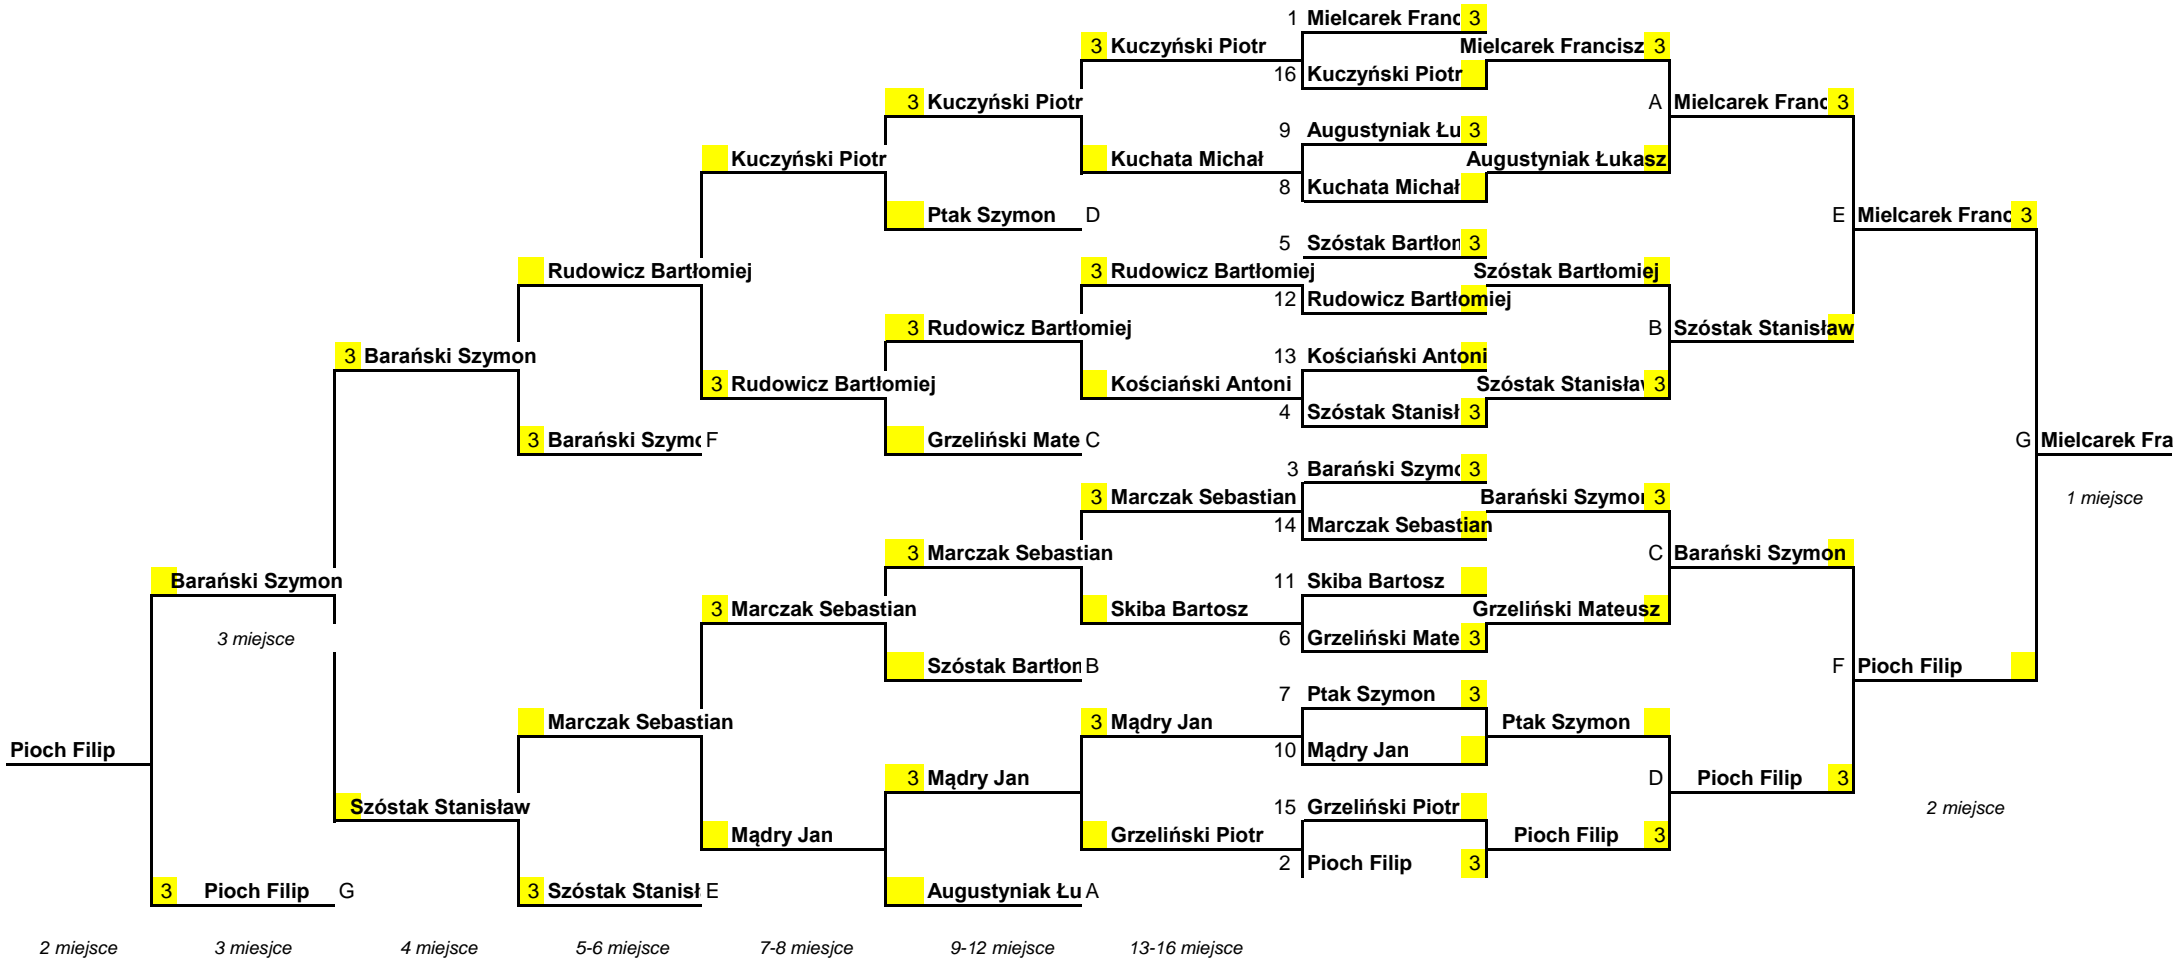 1 Mielcarek Franc 3
3 Kuczyński Piotr Mielcarek Francisz 3
16 Kuczyński Piotr
3 Kuczyński Piotr A Mielcarek Franc 3
9 Augustyniak Łu 3
Kuczyński Piotr Kuchata Michał Augustyniak Łukasz
8 Kuchata Michał
Ptak Szymon D E Mielcarek Franc 3
5 Szóstak Bartłom 3
Rudowicz Bartłomiej 3 Rudowicz Bartłomiej Szóstak Bartłomiej
12 Rudowicz Bartłomiej
3 Rudowicz Bartłomiej B Szóstak Stanisław
3 Barański Szymon 13 Kościański Antoni
3 Rudowicz Bartłomiej Kościański Antoni Szóstak Stanisław 3
4 Szóstak Stanisł 3
3 Barański Szymo F Grzeliński Mate C G Mielcarek Fra
3 Barański Szymo 3
3 Marczak Sebastian Barański Szymon 3 1 miejsce
14 Marczak Sebastian
3 Marczak Sebastian C Barański Szymon
Barański Szymon 11 Skiba Bartosz
3 Marczak Sebastian Skiba Bartosz Grzeliński Mateusz
3 miejsce 6 Grzeliński Mate 3
Szóstak Bartłom B F Pioch Filip
7 Ptak Szymon 3
Marczak Sebastian 3 Mądry Jan Ptak Szymon
Pioch Filip 10 Mądry Jan
3 Mądry Jan D Pioch Filip 3
Szóstak Stanisław 15 Grzeliński Piotr 2 miejsce
Mądry Jan Grzeliński Piotr Pioch Filip 3
2 Pioch Filip 3
3 Pioch Filip G 3 Szóstak Stanisł E Augustyniak Łu A
2 miejsce 3 miesjce 4 miejsce 5-6 miejsce 7-8 miesjce 9-12 miejsce 13-16 miejsce